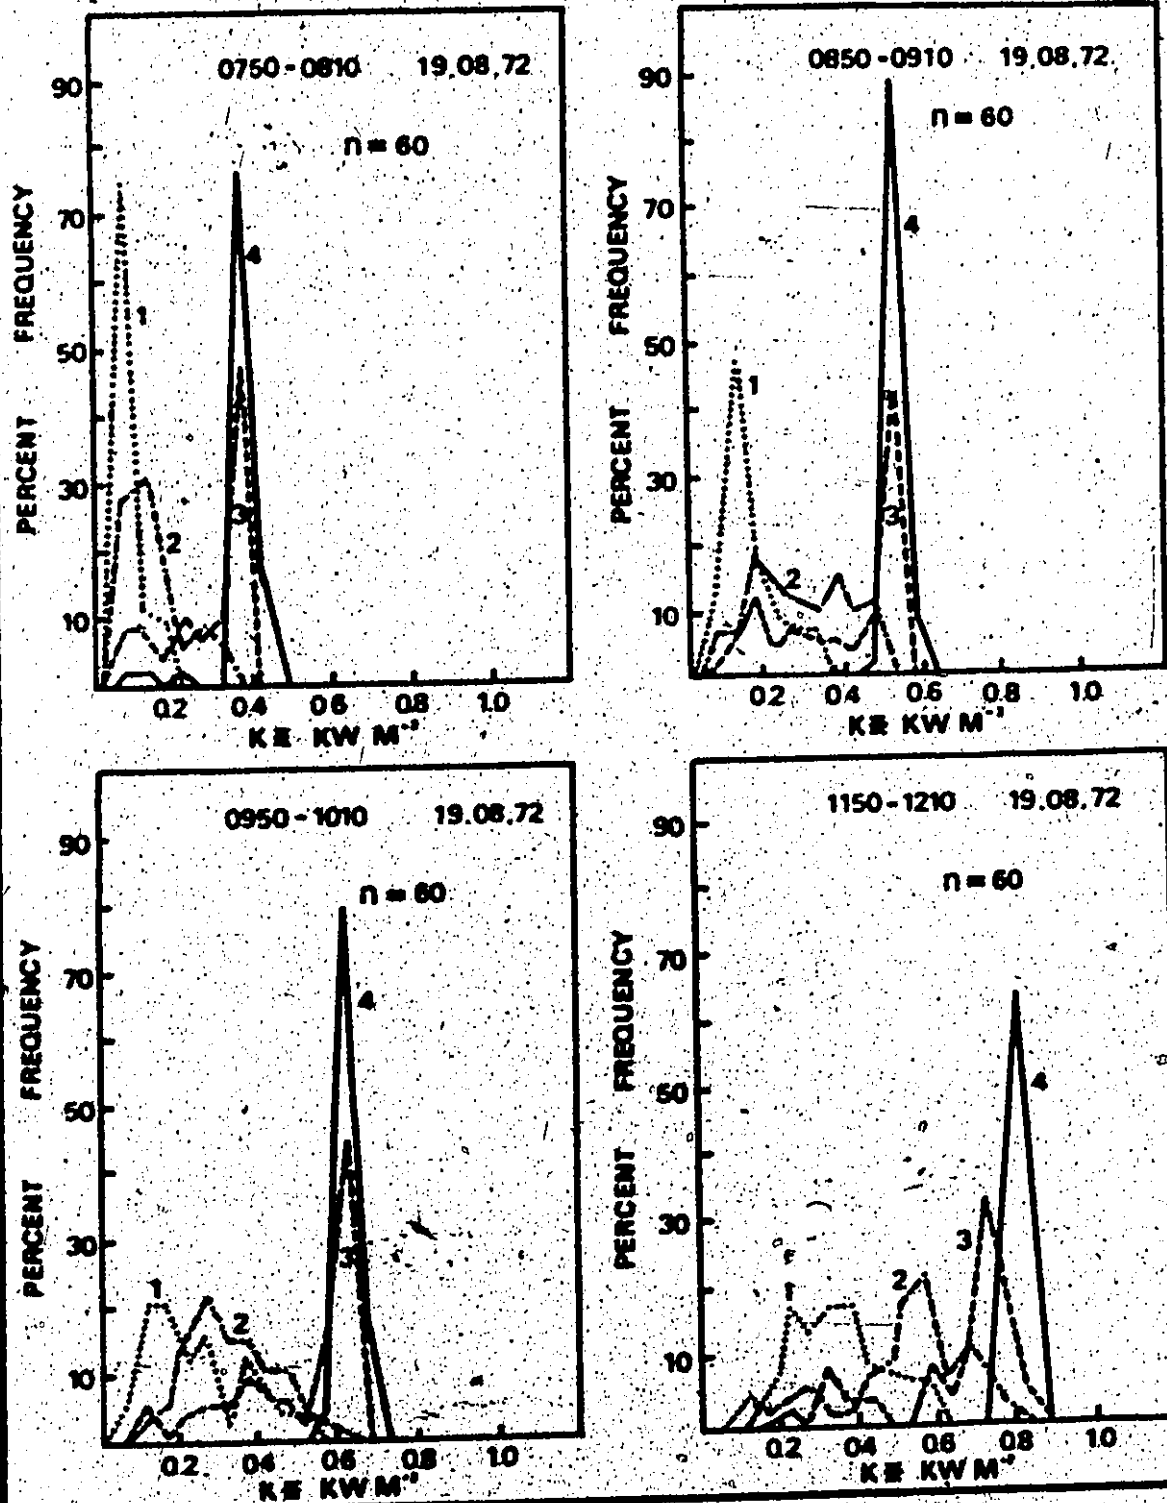 0750-0810 19.08.72
n = 60
90
70
50
30
10
PERCENT FREQUENCY
1
2
3
4
0.2 0.4 0.6 0.8 1.0
KW M⁻²
0850-0910 19.08.72
n = 60
90
70
50
30
10
PERCENT FREQUENCY
1
2
3
4
0.2 0.4 0.6 0.8 1.0
KW M⁻²
0950-1010 19.08.72
n = 60
90
70
50
30
10
PERCENT FREQUENCY
1
2
3
4
0.2 0.4 0.6 0.8 1.0
KW M⁻²
1150-1210 19.08.72
n = 60
90
70
50
30
10
PERCENT FREQUENCY
2
3
4
0.2 0.4 0.6 0.8 1.0
KW M⁻²